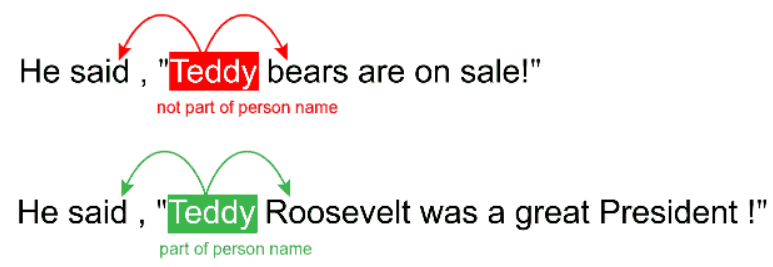 He said , "Teddy bears are on sale!"
not part of person name
He said , "Teddy Roosevelt was a great President !"
part of person name